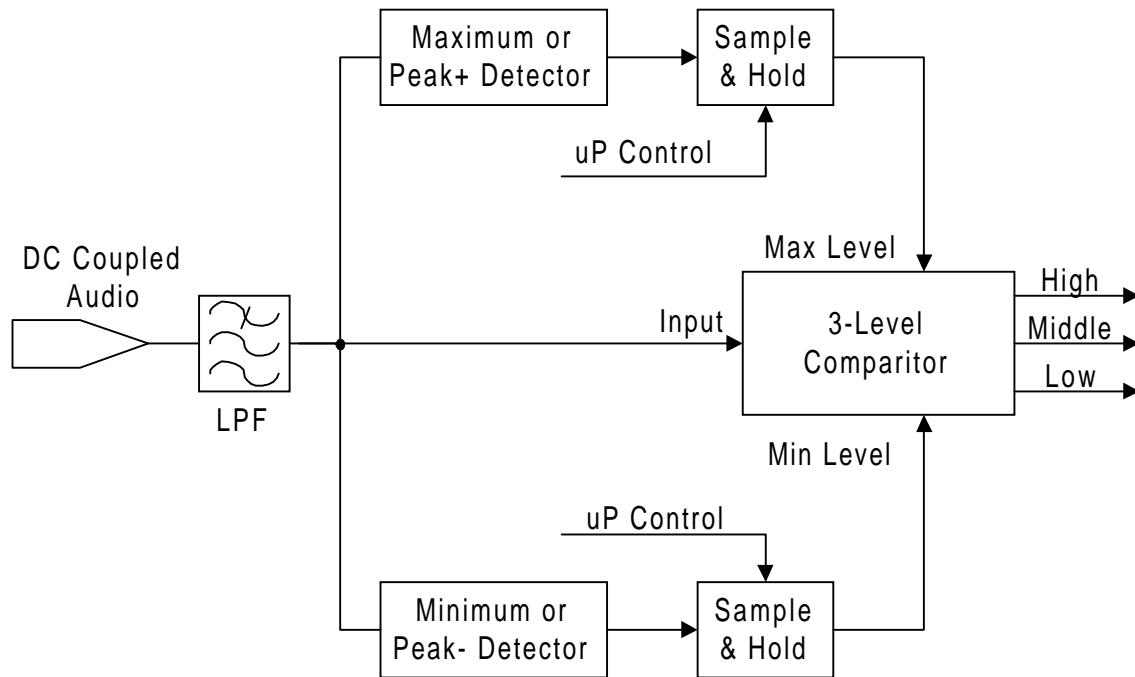 Maximum or
Peak+ Detector
Sample
& Hold
uP Control
DC Coupled
Audio
LPF
Max Level
Input
3-Level
Comparitor
High
Middle
Low
Min Level
uP Control
Minimum or
Peak- Detector
Sample
& Hold